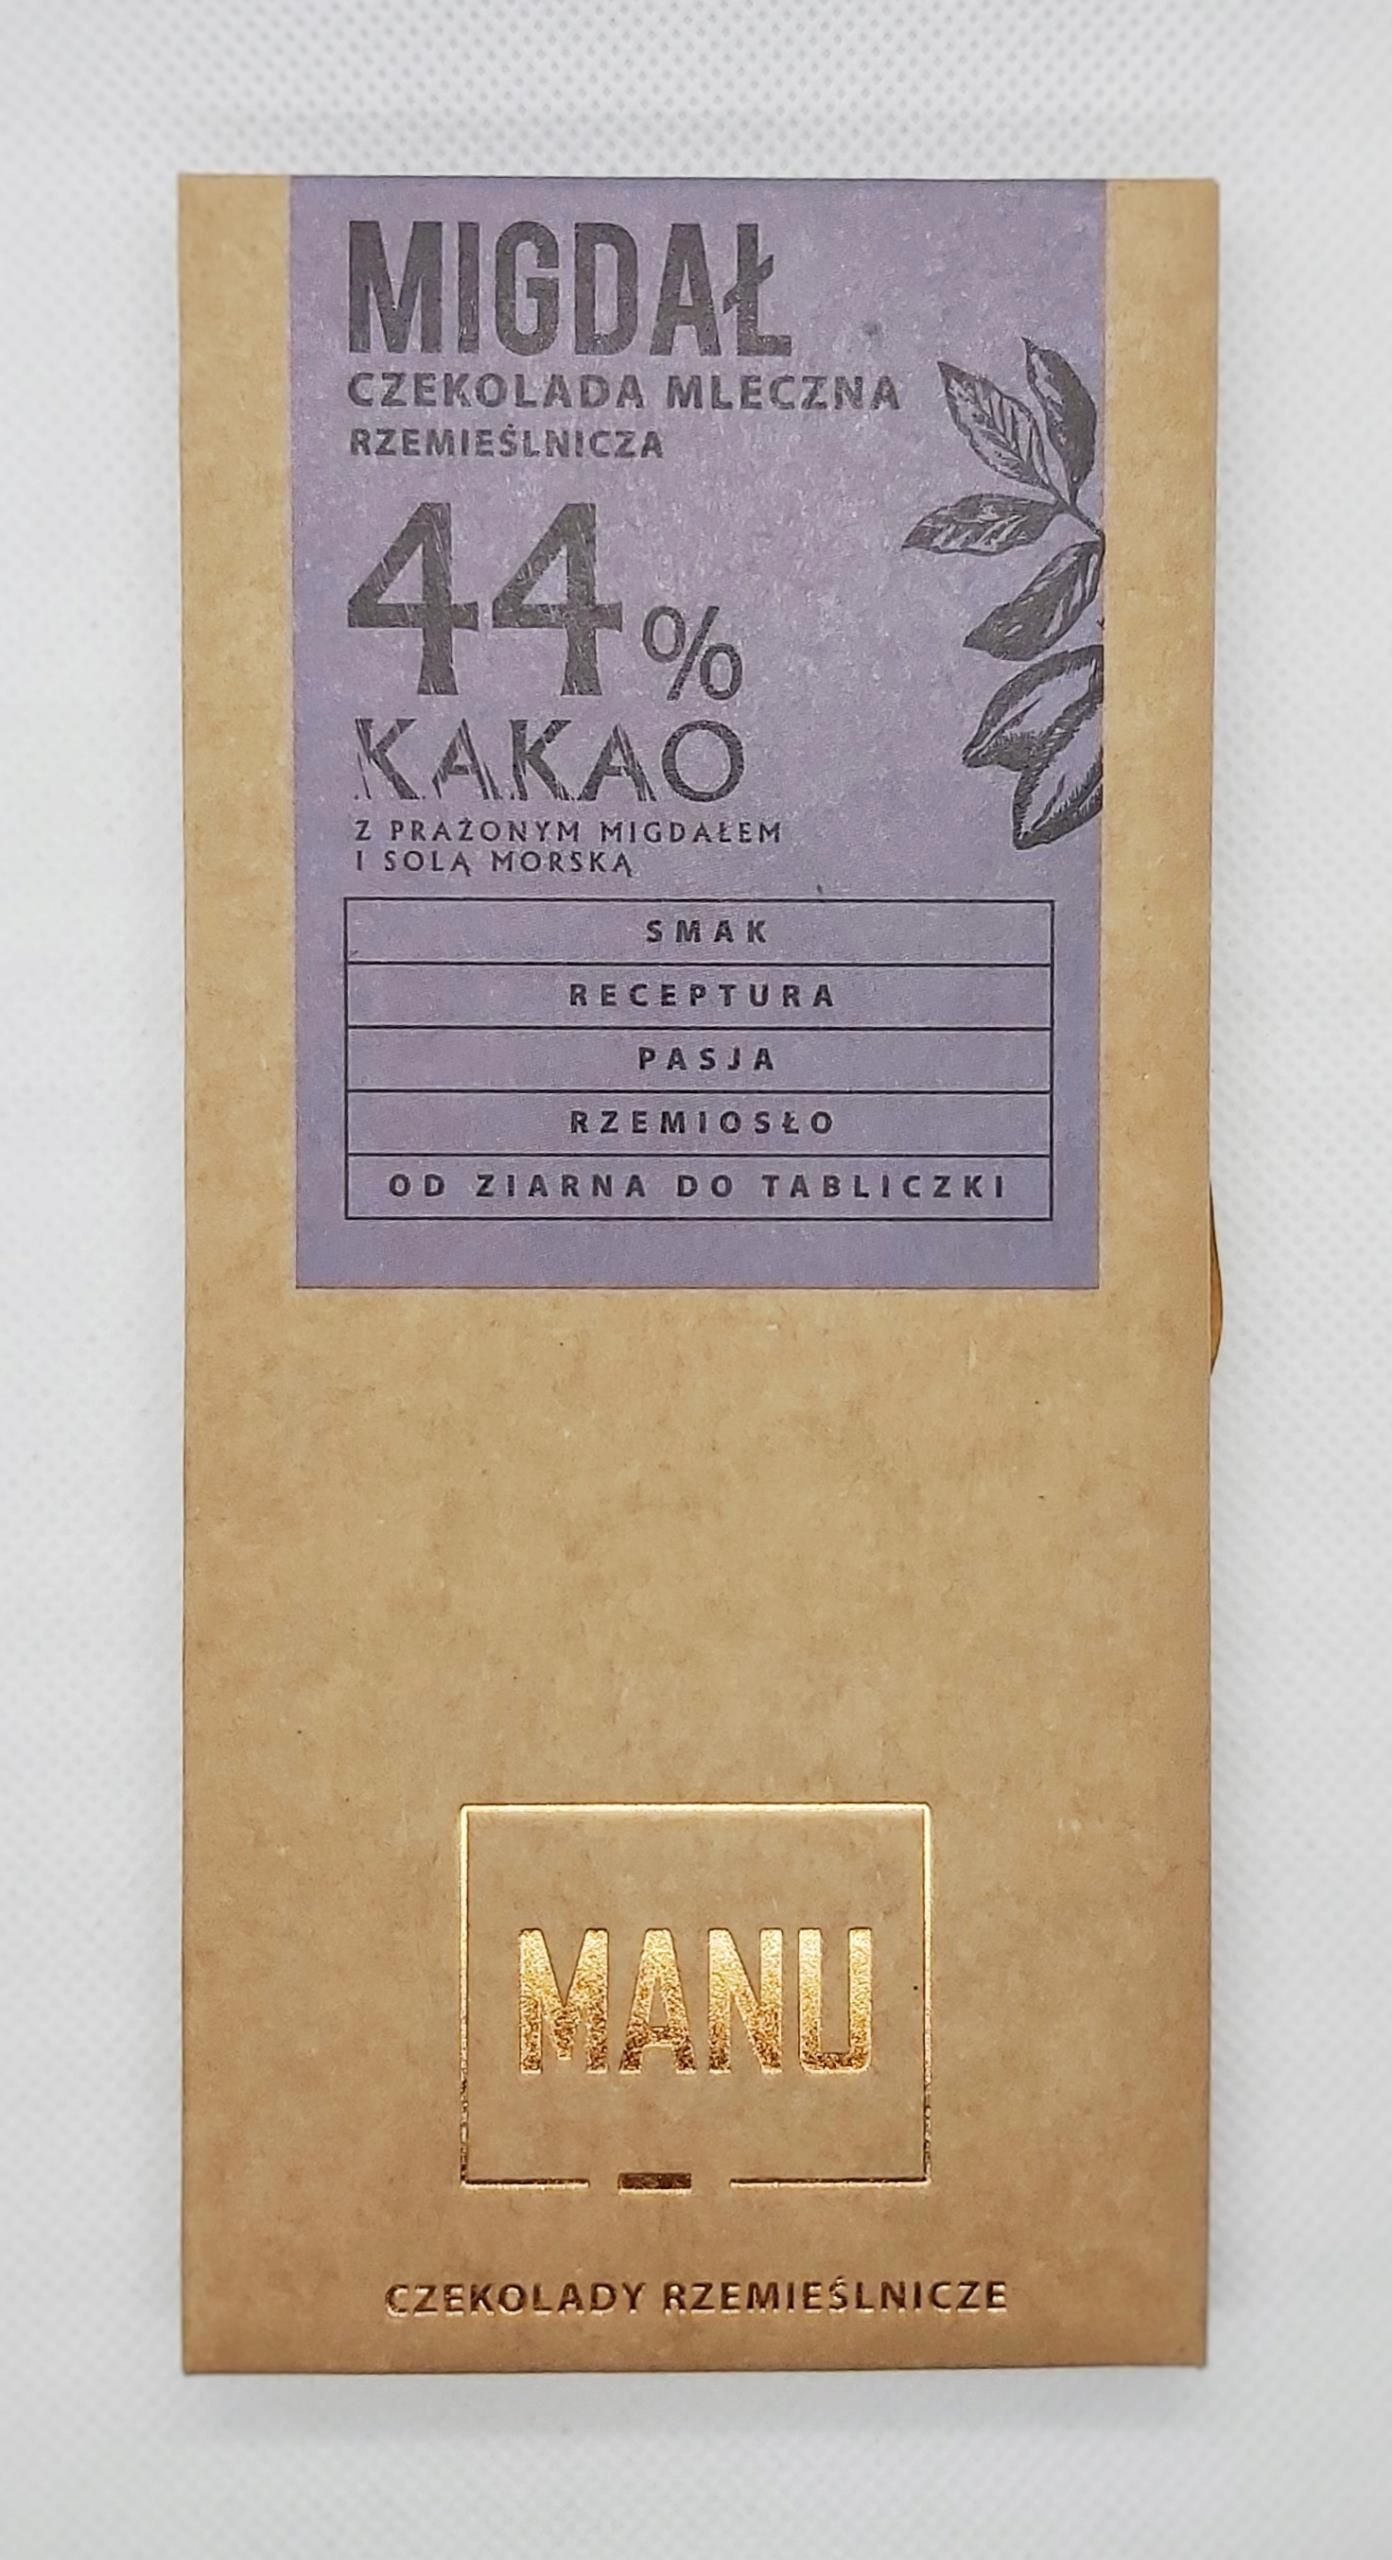 MIGDAŁ
CZEKOLADA MLECZNA
RZEMIEŚLNICZA
44%
KAKAO
Z PRAŻONYM MIGDAŁEM
I SOLĄ MORSKĄ
SMAK
RECEPTURA
PASJA
RZEMIOSŁO
OD ZIARNA DO TABLICZKI
MANU
CZEKOLADY RZEMIEŚLNICZE